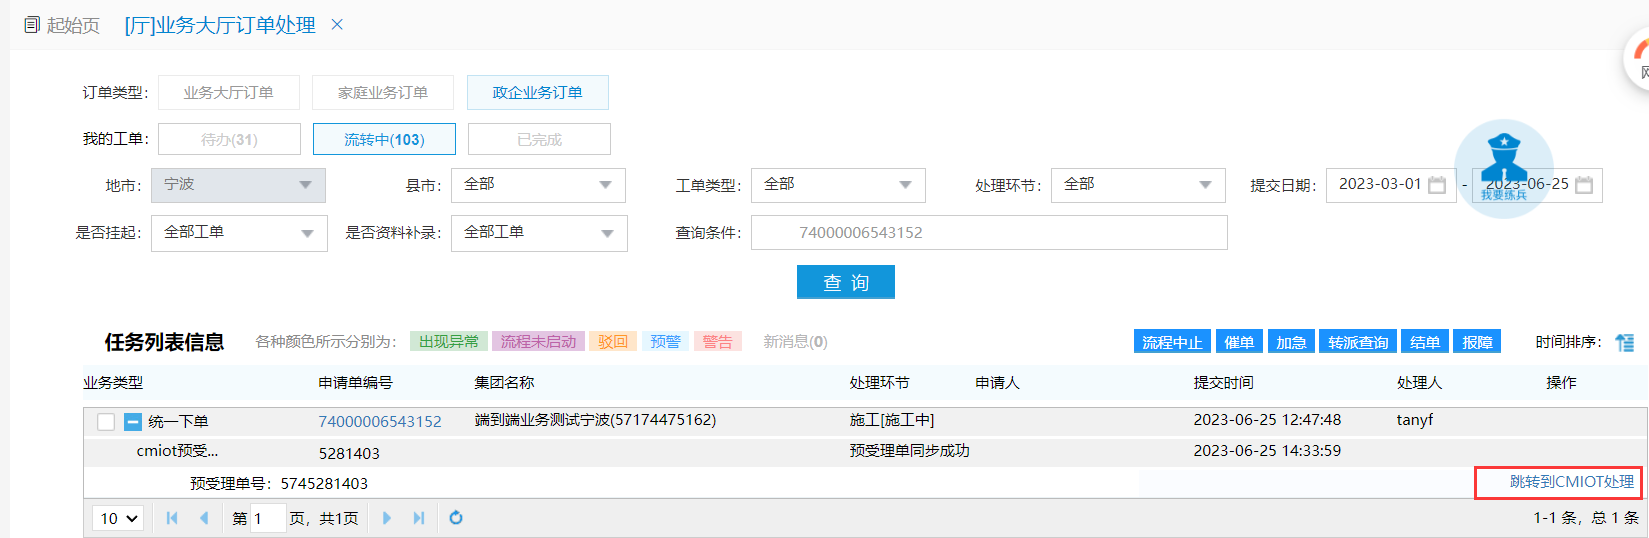 起始页 [厅]业务大厅订单处理 ×
网
订单类型： 业务大厅订单 家庭业务订单 政企业务订单
我的工单： 待办(31) 流转中(103) 已完成
地市： 宁波 县市： 全部 工单类型： 全部 处理环节： 全部 提交日期： 2023-03-01 - 2023-06-25
我要练兵
是否挂起： 全部工单 是否资料补录： 全部工单 查询条件： 74000006543152
查 询
任务列表信息 各种颜色所示分别为： 出现异常 流程未启动 驳回 预警 警告 新消息(0) 流程中止 催单 加急 转派查询 结单 报障 时间排序：
业务类型 申请单编号 集团名称 处理环节 申请人 提交时间 处理人 操作
统一下单 74000006543152 端到端业务测试宁波(57174475162) 施工[施工中] 2023-06-25 12:47:48 tanyf
cmiot预受... 5281403 预受理单同步成功 2023-06-25 14:33:59
预受理单号：5745281403 跳转到CMIOT处理
10 第 1 页，共1页 1-1 条，总 1 条